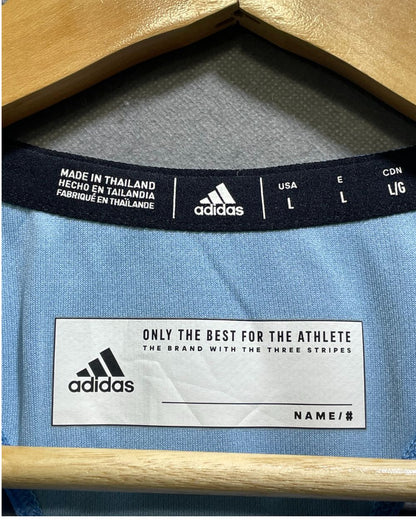 MADE IN THAILAND
HECHO EN TAILANDIA
FABRIQUÉ EN THAÏLANDE
adidas
USA
L
E
L
CDN
L/G
ONLY THE BEST FOR THE ATHLETE
THE BRAND WITH THE THREE STRIPES
adidas
NAME/#